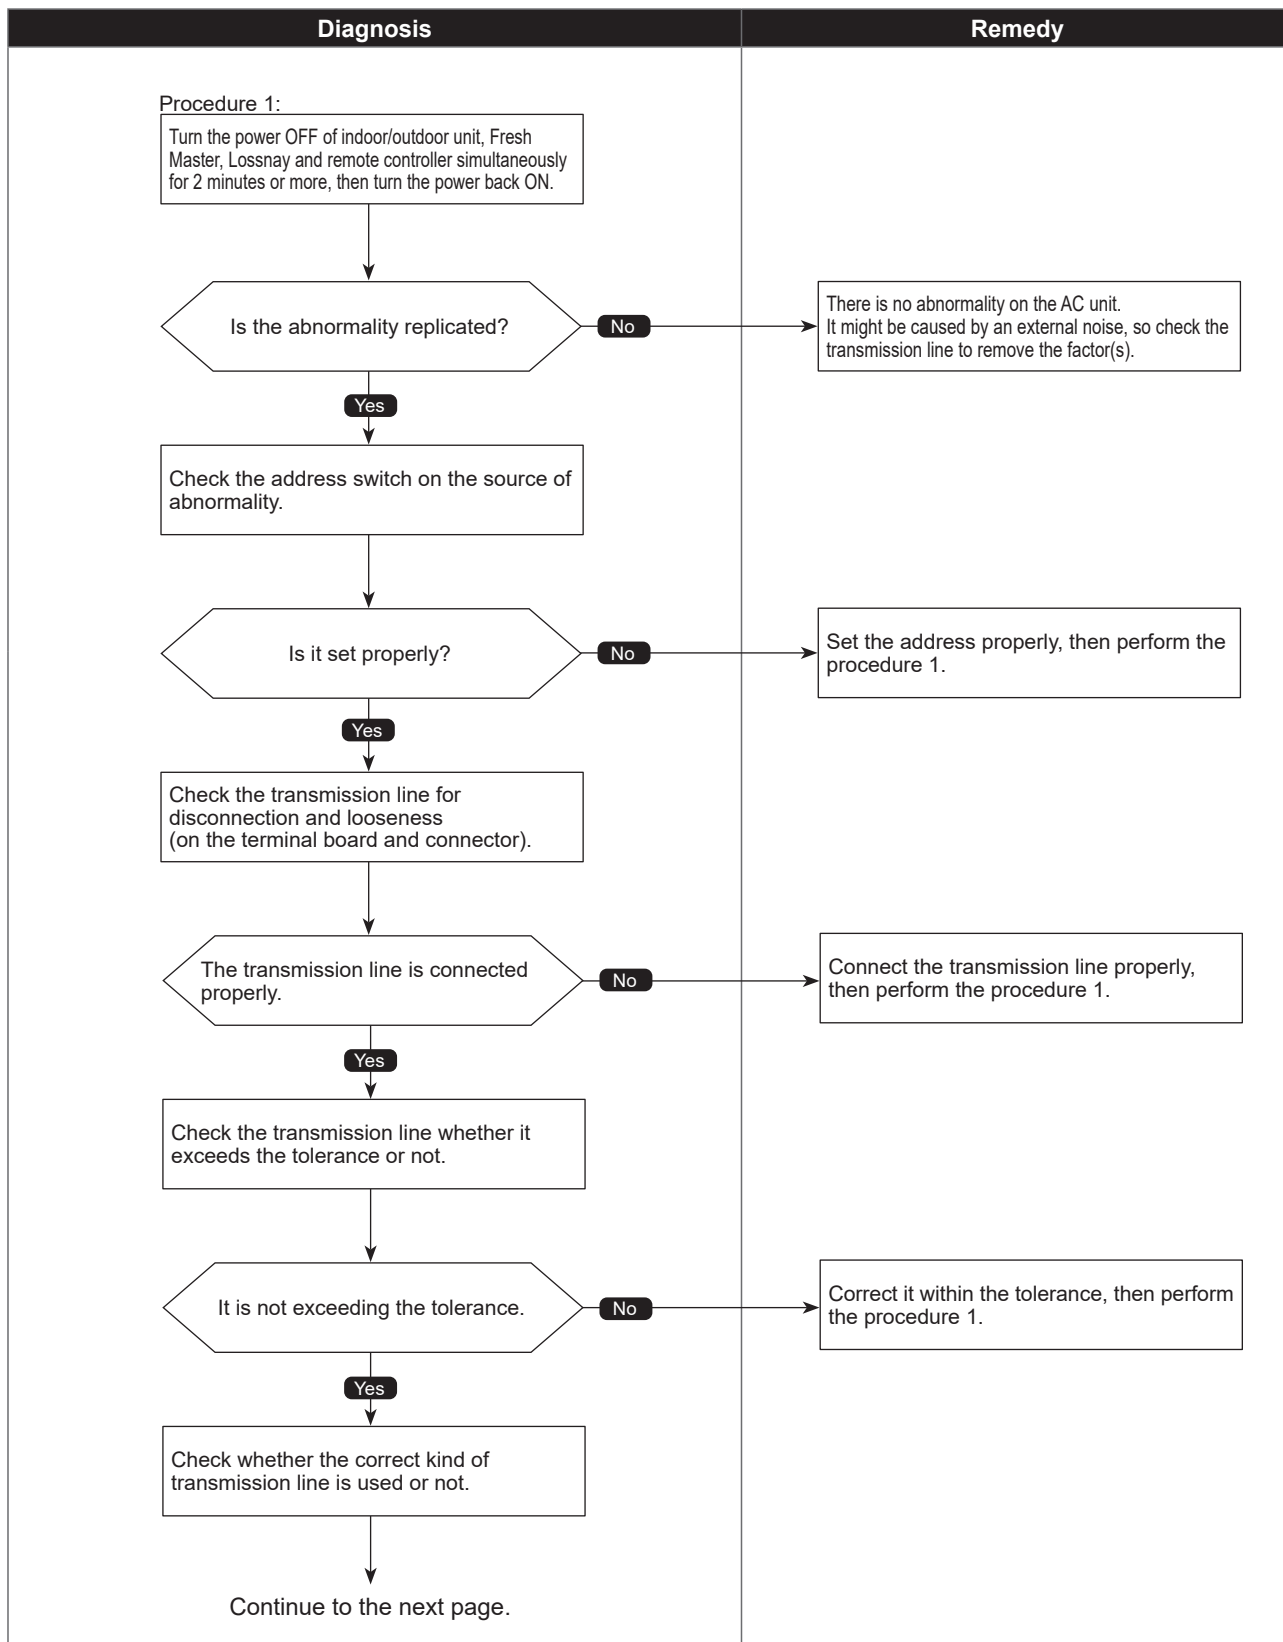 Diagnosis
Remedy
Procedure 1:
Turn the power OFF of indoor/outdoor unit, Fresh
Master, Lossnay and remote controller simultaneously
for 2 minutes or more, then turn the power back ON.
Is the abnormality replicated?
No
There is no abnormality on the AC unit.
It might be caused by an external noise, so check the
transmission line to remove the factor(s).
Yes
Check the address switch on the source of
abnormality.
Is it set properly?
No
Set the address properly, then perform the
procedure 1.
Yes
Check the transmission line for
disconnection and looseness
(on the terminal board and connector).
The transmission line is connected
properly.
No
Connect the transmission line properly,
then perform the procedure 1.
Yes
Check the transmission line whether it
exceeds the tolerance or not.
It is not exceeding the tolerance.
No
Correct it within the tolerance, then perform
the procedure 1.
Yes
Check whether the correct kind of
transmission line is used or not.
Continue to the next page.